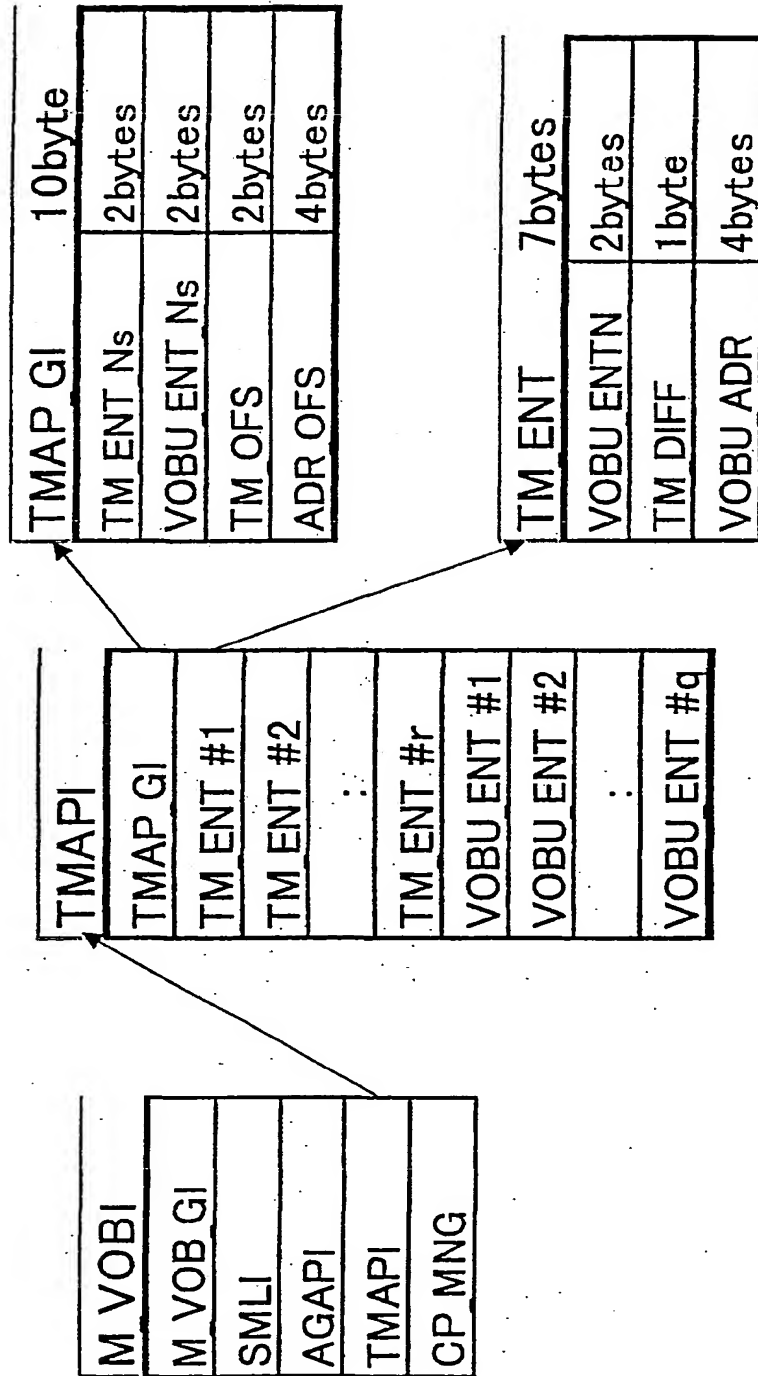 M VOBI
M VOB GI
SMLI
AGAPI
TMAPI
CP MNG
TMAPI
TMAP GI
TM ENT #1
TM ENT #2
:
TM ENT #r
VOBU ENT #1
VOBU ENT #2
:
VOBU ENT #q
TMAP GI 10byte
TM ENT Ns 2bytes
VOBU ENT Ns 2bytes
TM OFS 2bytes
ADR OFS 4bytes
TM ENT 7bytes
VOBU ENTN 2bytes
TM DIFF 1byte
VOBU ADR 4bytes